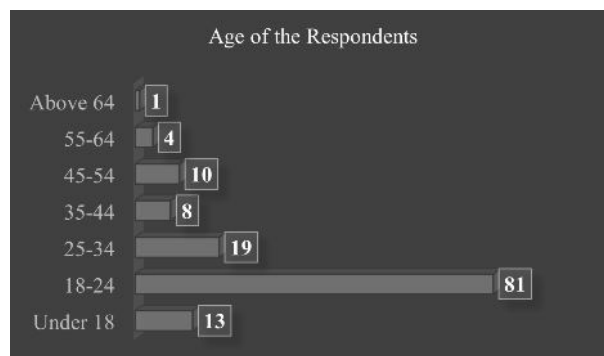 Age of the Respondents
Above 64 1
55-64 4
45-54 10
35-44 8
25-34 19
18-24 81
Under 18 13